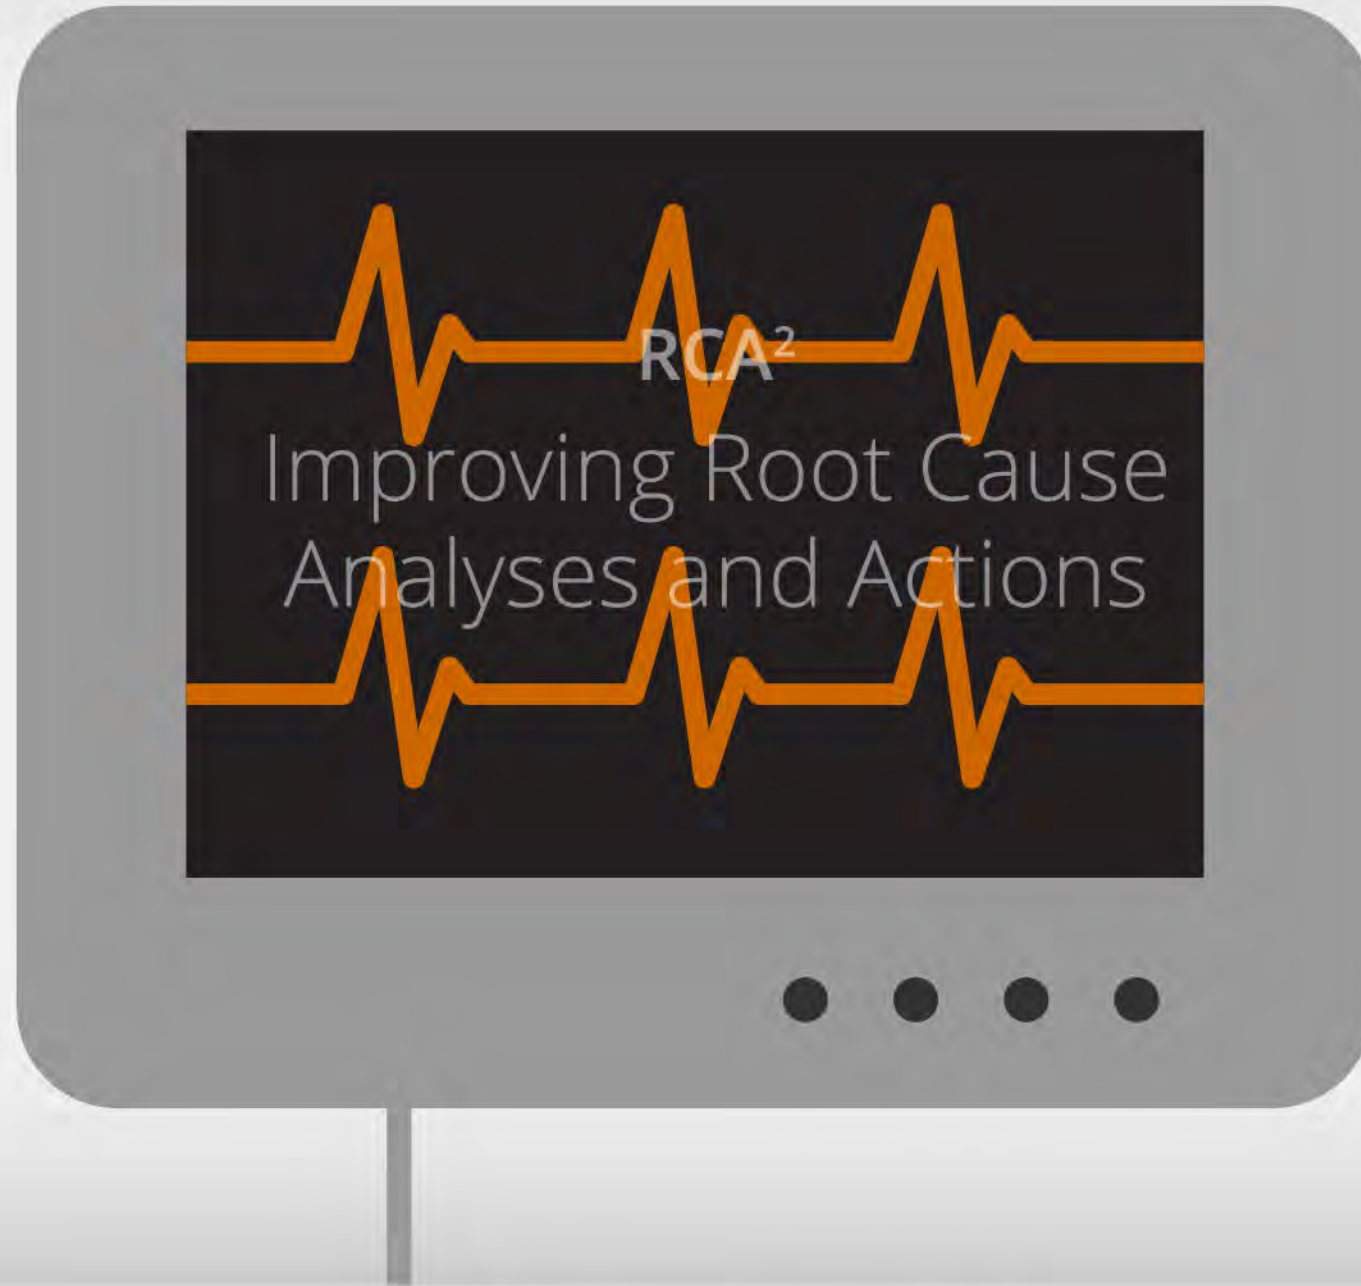 RCA²
Improving Root Cause
Analyses and Actions